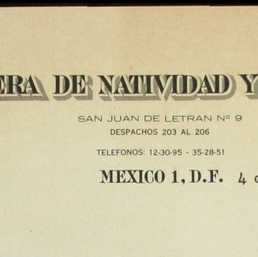 ERA DE NATIVIDAD Y
SAN JUAN DE LETRAN Nº 9
DESPACHOS 203 AL 206
TELEFONOS: 12-30-95 - 35-28-51
MEXICO 1, D.F. 4